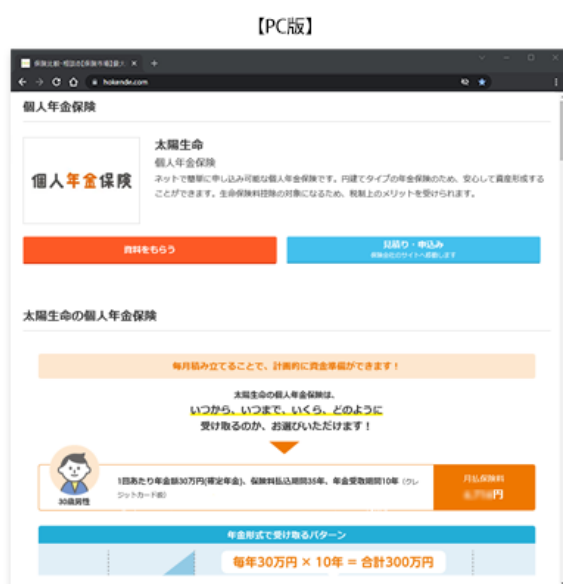 【PC版】
hokende.com
個人年金保険
個人年金保険
太陽生命
個人年金保険
ネットで簡単に申し込み可能な個人年金保険です。円建てタイプの年金保険のため、安心して資産形成する
ことができます。生命保険料控除の対象になるため、税制上のメリットを受けられます。
資料をもらう
見積り・申込み
保険会社のサイトへ移動します
太陽生命の個人年金保険
毎月積み立てることで、計画的に資金準備ができます！
太陽生命の個人年金保険は、
いつから、いつまで、いくら、どのように
受け取るのか、お選びいただけます！
30歳男性
1回あたり年金額30万円(確定年金)、保険料払込期間35年、年金受取期間10年（クレ
ジットカード扱）
月払保険料
円
年金形式で受け取るパターン
毎年30万円 × 10年 = 合計300万円